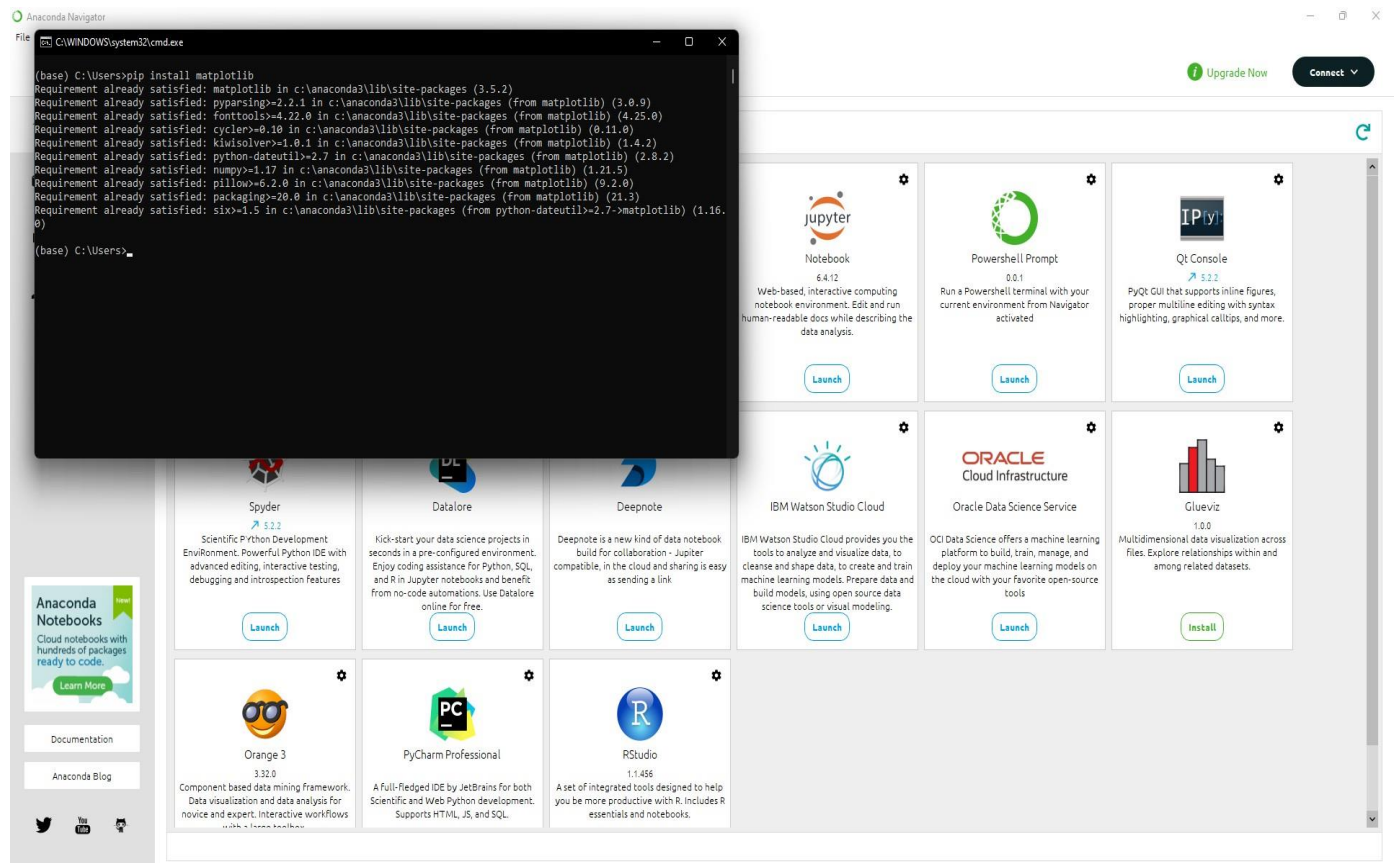 Anaconda Navigator
File
C:\WINDOWS\system32\cmd.exe
(base) C:\Users>pip install matplotlib
Requirement already satisfied: matplotlib in c:\anaconda3\lib\site-packages (3.5.2)
Requirement already satisfied: pyparsing>=2.2.1 in c:\anaconda3\lib\site-packages (from matplotlib) (3.0.9)
Requirement already satisfied: fonttools>=4.22.0 in c:\anaconda3\lib\site-packages (from matplotlib) (4.25.0)
Requirement already satisfied: cycler>=0.10 in c:\anaconda3\lib\site-packages (from matplotlib) (0.11.0)
Requirement already satisfied: kiwisolver>=1.0.1 in c:\anaconda3\lib\site-packages (from matplotlib) (1.4.2)
Requirement already satisfied: python-dateutil>=2.7 in c:\anaconda3\lib\site-packages (from matplotlib) (2.8.2)
Requirement already satisfied: numpy>=1.17 in c:\anaconda3\lib\site-packages (from matplotlib) (1.21.5)
Requirement already satisfied: pillow>=6.2.0 in c:\anaconda3\lib\site-packages (from matplotlib) (9.2.0)
Requirement already satisfied: packaging>=20.0 in c:\anaconda3\lib\site-packages (from matplotlib) (21.3)
Requirement already satisfied: six>=1.5 in c:\anaconda3\lib\site-packages (from python-dateutil>=2.7->matplotlib) (1.16.
0)
(base) C:\Users>
Upgrade Now
Connect
jupyter
Notebook
6.4.12
Web-based, interactive computing
notebook environment. Edit and run
human-readable docs while describing the
data analysis.
Launch
Powershell Prompt
0.0.1
Run a Powershell terminal with your
current environment from Navigator
activated
Launch
IP[y]:
Qt Console
5.2.2
PyQt GUI that supports inline figures,
proper multiline editing with syntax
highlighting, graphical calltips, and more.
Launch
Spyder
5.2.2
Scientific PYthon Development
EnviRonment. Powerful Python IDE with
advanced editing, interactive testing,
debugging and introspection features
Launch
DL
Datalore
Kick-start your data science projects in
seconds in a pre-configured environment.
Enjoy coding assistance for Python, SQL,
and R in Jupyter notebooks and benefit
from no-code automations. Use Datalore
online for free.
Launch
Deepnote
Deepnote is a new kind of data notebook
build for collaboration - Jupiter
compatible, in the cloud and sharing is easy
as sending a link
Launch
IBM Watson Studio Cloud
IBM Watson Studio Cloud provides you the
tools to analyze and visualize data, to
cleanse and shape data, to create and train
machine learning models. Prepare data and
build models, using open source data
science tools or visual modeling.
Launch
ORACLE
Cloud Infrastructure
Oracle Data Science Service
OCI Data Science offers a machine learning
platform to build, train, manage, and
deploy your machine learning models on
the cloud with your favorite open-source
tools
Launch
Glueviz
1.0.0
Multidimensional data visualization across
files. Explore relationships within and
among related datasets.
Install
Anaconda
Notebooks
NEW!
Cloud notebooks with
hundreds of packages
ready to code.
Learn More
Documentation
Anaconda Blog
You
Tube
Orange 3
3.32.0
Component based data mining framework.
Data visualization and data analysis for
novice and expert. Interactive workflows
with a large toolbox
PC
PyCharm Professional
A full-fledged IDE by JetBrains for both
Scientific and Web Python development.
Supports HTML, JS, and SQL.
R
RStudio
1.1.456
A set of integrated tools designed to help
you be more productive with R. Includes R
essentials and notebooks.